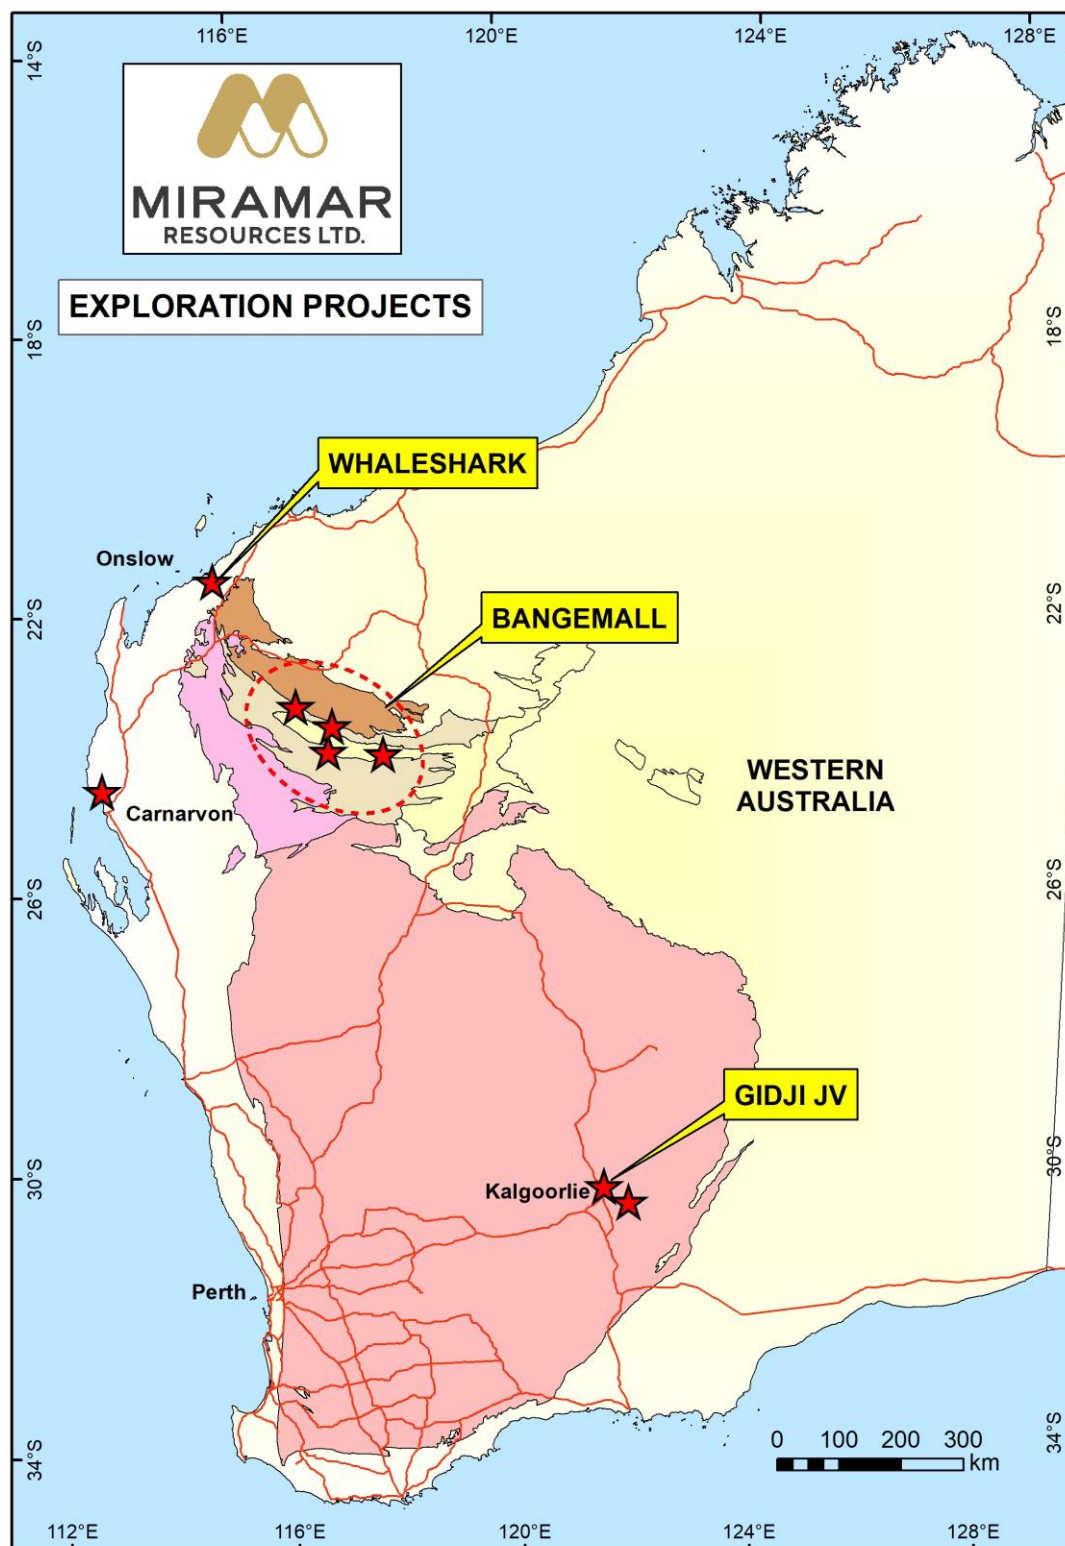 116°E 120°E 124°E 128°E
14°S
MIRAMAR
RESOURCES LTD.
EXPLORATION PROJECTS
18°S 18°S
WHALESHARK
Onslow
22°S 22°S
BANGEMALL
WESTERN
AUSTRALIA
Carnarvon
26°S 26°S
GIDJI JV
30°S 30°S
Kalgoorlie
Perth
0 100 200 300
km
34°S 34°S
112°E 116°E 120°E 124°E 128°E